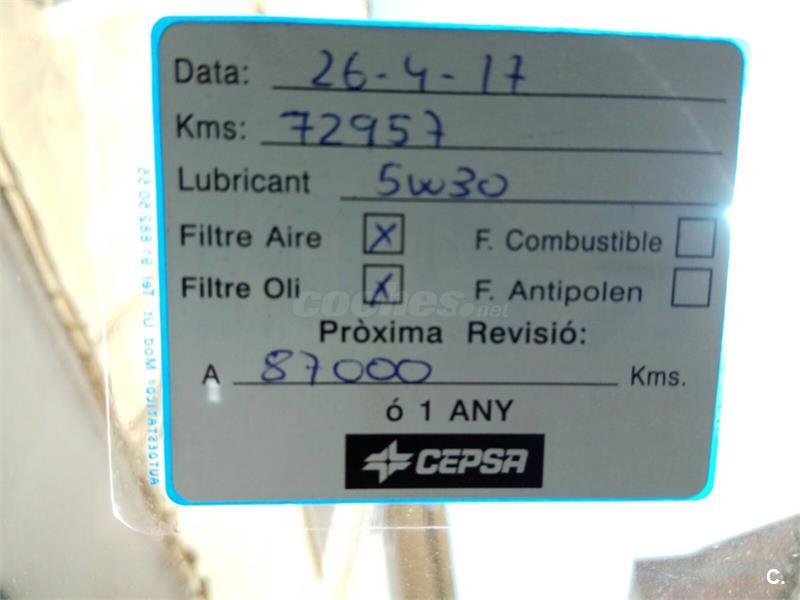 Data: 26-4-17
Kms: 72957
Lubricant 5W30
Filtre Aire X F. Combustible
Filtre Oli X F. Antipolen
coches.net
Pròxima Revisió:
A 87000 Kms.
ó 1 ANY
CEPSA
C.